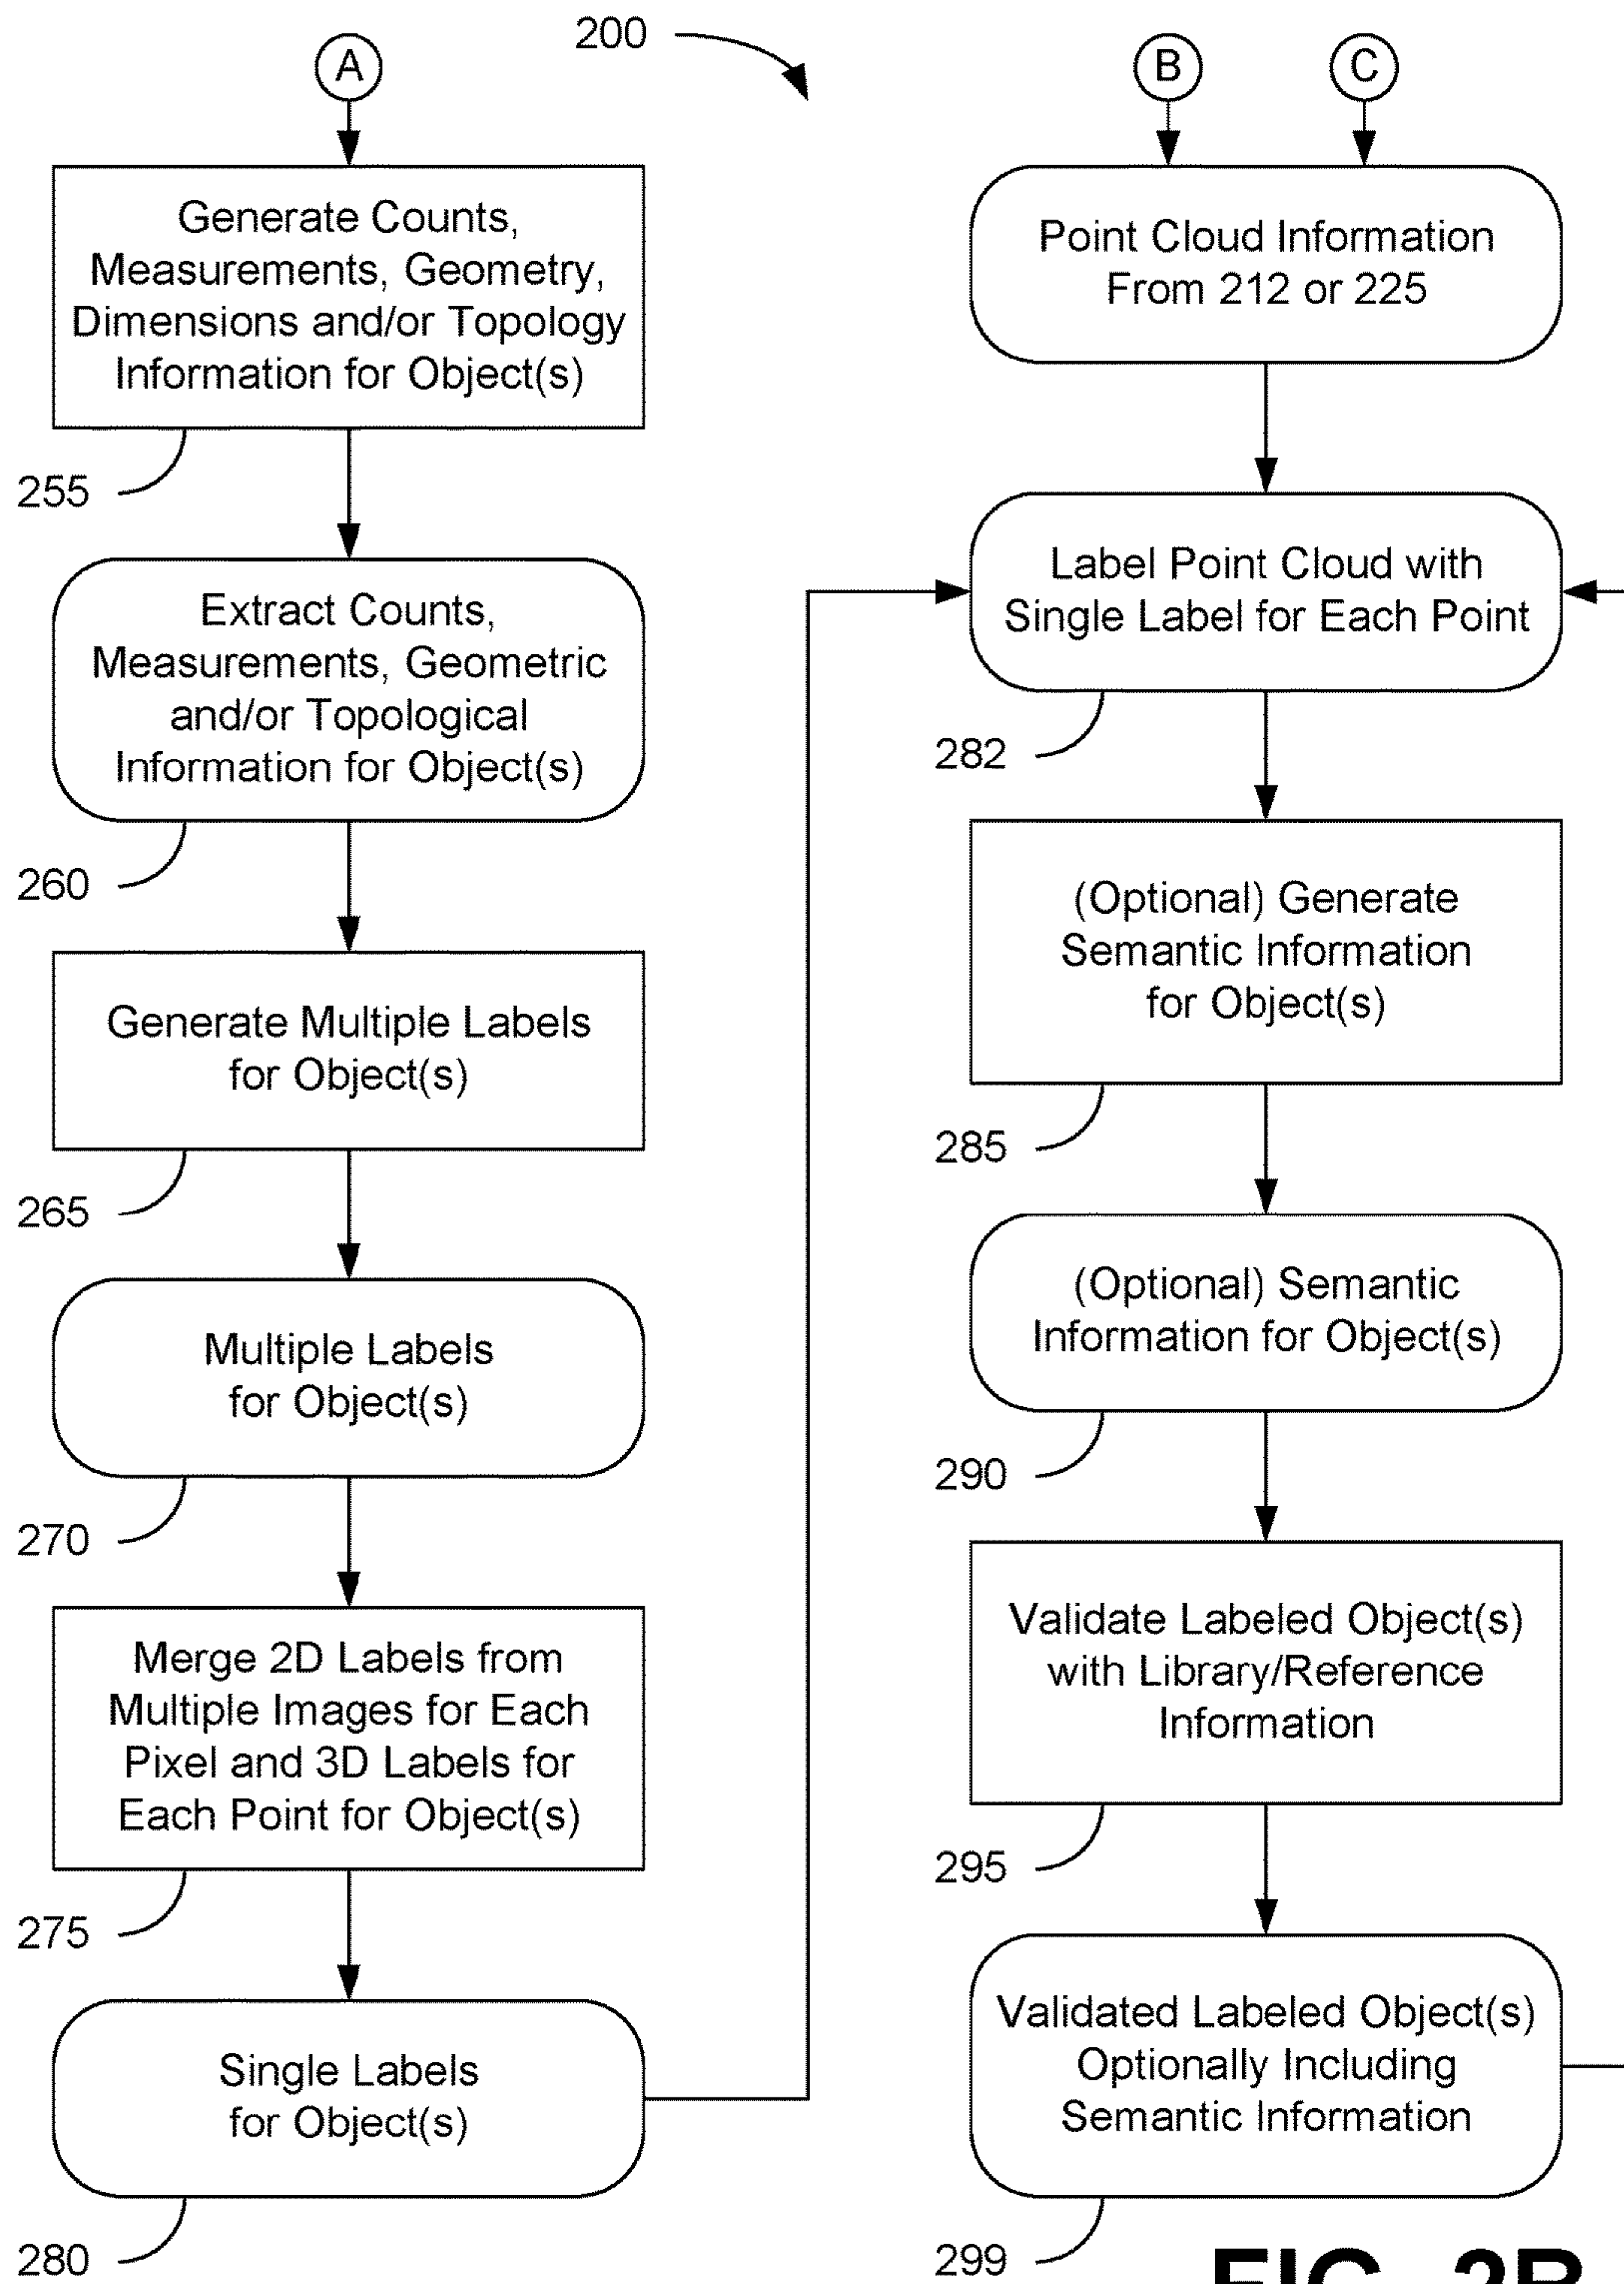 200
A
Generate Counts,
Measurements, Geometry,
Dimensions and/or Topology
Information for Object(s)
255
Extract Counts,
Measurements, Geometric
and/or Topological
Information for Object(s)
260
Generate Multiple Labels
for Object(s)
265
Multiple Labels
for Object(s)
270
Merge 2D Labels from
Multiple Images for Each
Pixel and 3D Labels for
Each Point for Object(s)
275
Single Labels
for Object(s)
280
B
C
Point Cloud Information
From 212 or 225
Label Point Cloud with
Single Label for Each Point
282
(Optional) Generate
Semantic Information
for Object(s)
285
(Optional) Semantic
Information for Object(s)
290
Validate Labeled Object(s)
with Library/Reference
Information
295
Validated Labeled Object(s)
Optionally Including
Semantic Information
299
FIG. 2B